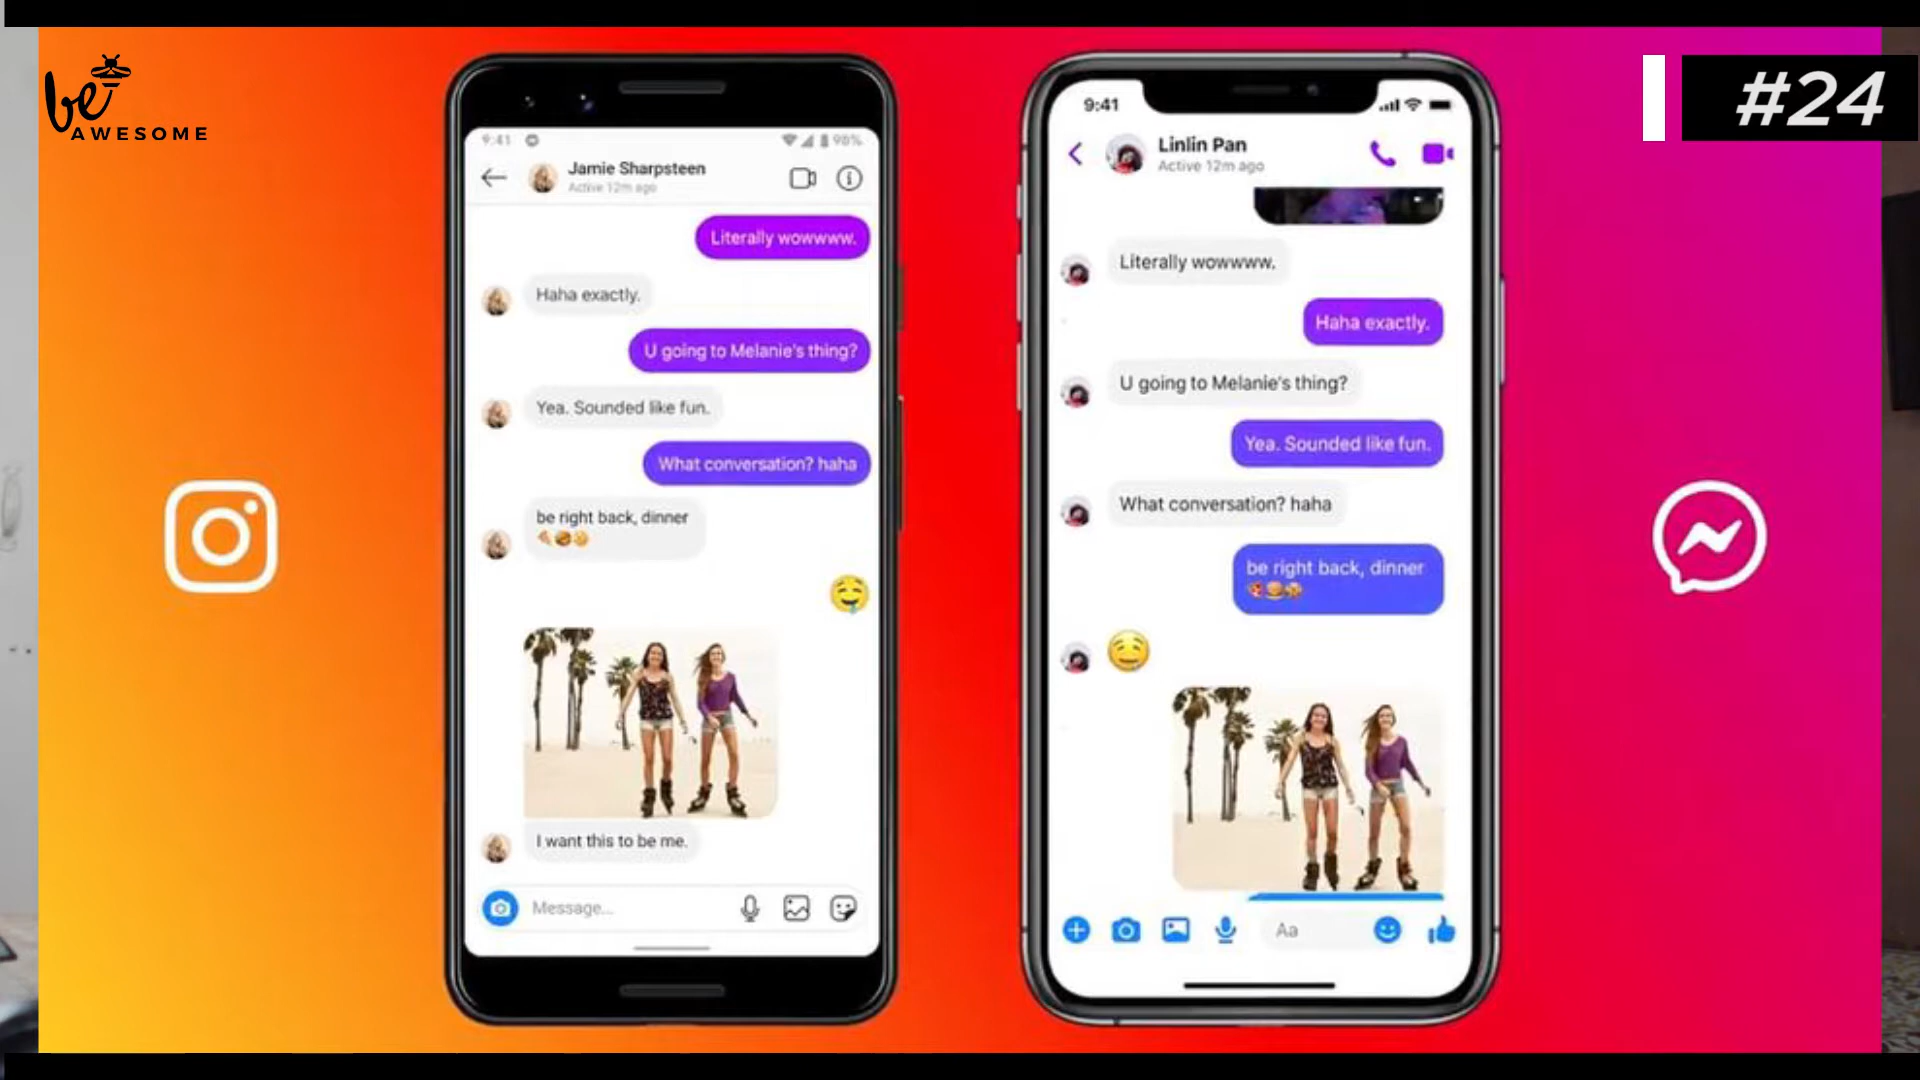 be
AWESOME
#24
9:41
98%
Jamie Sharpsteen
Active 12m ago
Literally wowwww.
Haha exactly.
U going to Melanie's thing?
Yea. Sounded like fun.
What conversation? haha
be right back, dinner
I want this to be me.
Message...
9:41
Linlin Pan
Active 12m ago
Literally wowwww.
Haha exactly.
U going to Melanie's thing?
Yea. Sounded like fun.
What conversation? haha
be right back, dinner
Aa